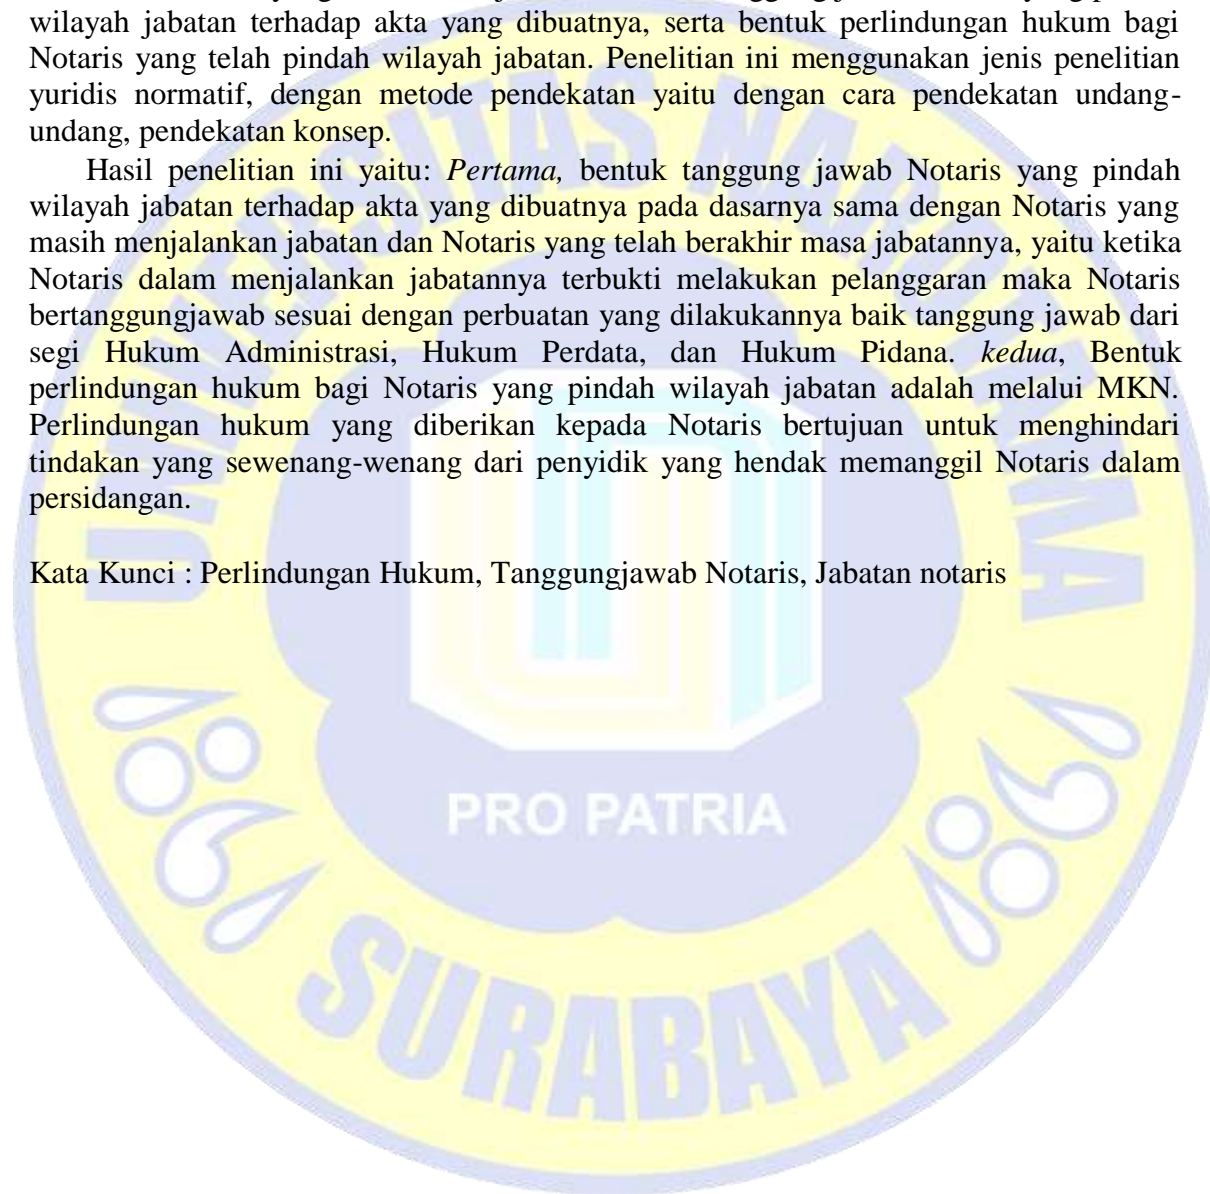 wilayah jabatan terhadap akta yang dibuatnya, serta bentuk perlindungan hukum bagi
Notaris yang telah pindah wilayah jabatan. Penelitian ini menggunakan jenis penelitian
yuridis normatif, dengan metode pendekatan yaitu dengan cara pendekatan undang-
undang, pendekatan konsep.
Hasil penelitian ini yaitu: Pertama, bentuk tanggung jawab Notaris yang pindah
wilayah jabatan terhadap akta yang dibuatnya pada dasarnya sama dengan Notaris yang
masih menjalankan jabatan dan Notaris yang telah berakhir masa jabatannya, yaitu ketika
Notaris dalam menjalankan jabatannya terbukti melakukan pelanggaran maka Notaris
bertanggungjawab sesuai dengan perbuatan yang dilakukannya baik tanggung jawab dari
segi Hukum Administrasi, Hukum Perdata, dan Hukum Pidana. kedua, Bentuk
perlindungan hukum bagi Notaris yang pindah wilayah jabatan adalah melalui MKN.
Perlindungan hukum yang diberikan kepada Notaris bertujuan untuk menghindari
tindakan yang sewenang-wenang dari penyidik yang hendak memanggil Notaris dalam
persidangan.
Kata Kunci : Perlindungan Hukum, Tanggungjawab Notaris, Jabatan notaris
UNIVERSITAS NAROTAMA
PRO PATRIA
SURABAYA